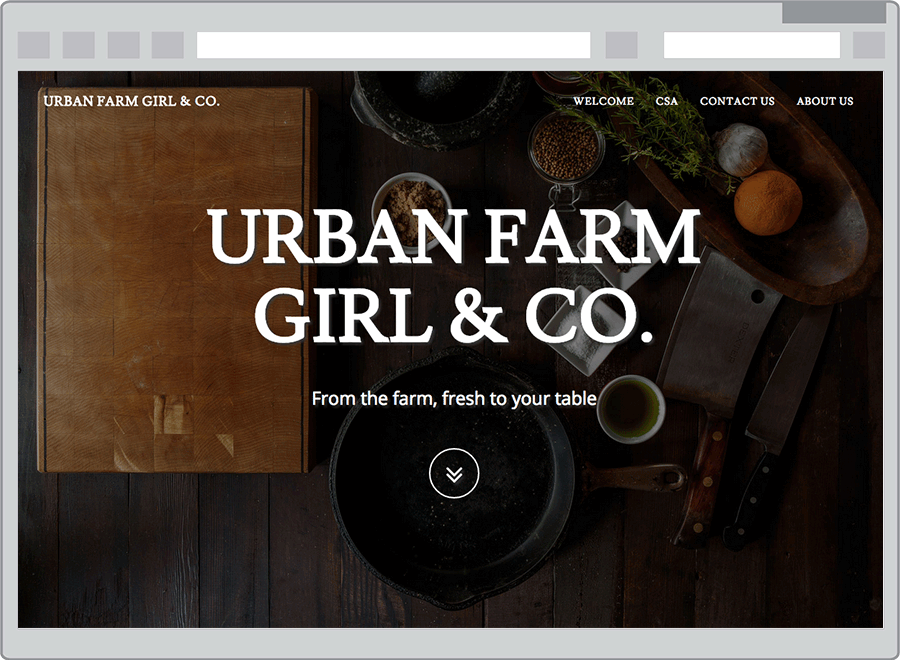 URBAN FARM GIRL & CO.
WELCOME CSA CONTACT US ABOUT US
URBAN FARM
GIRL & CO.
From the farm, fresh to your table